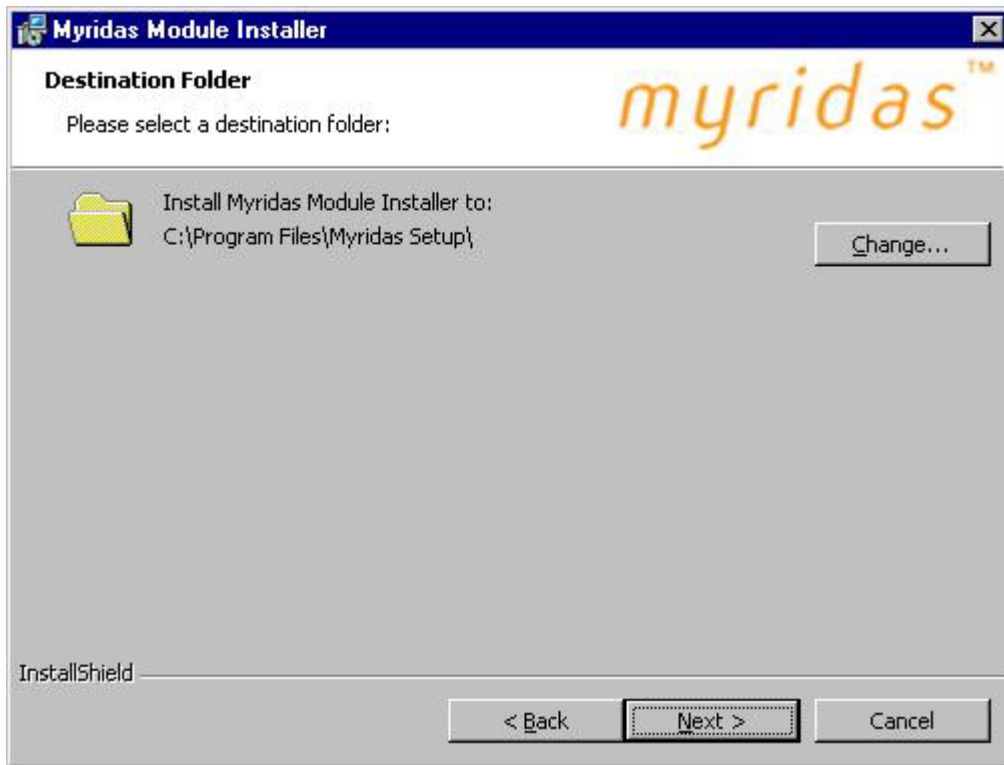 Myridas Module Installer
Destination Folder
Please select a destination folder:
myridas™
Install Myridas Module Installer to:
C:\Program Files\Myridas Setup\
Change...
InstallShield
< Back
Next >
Cancel